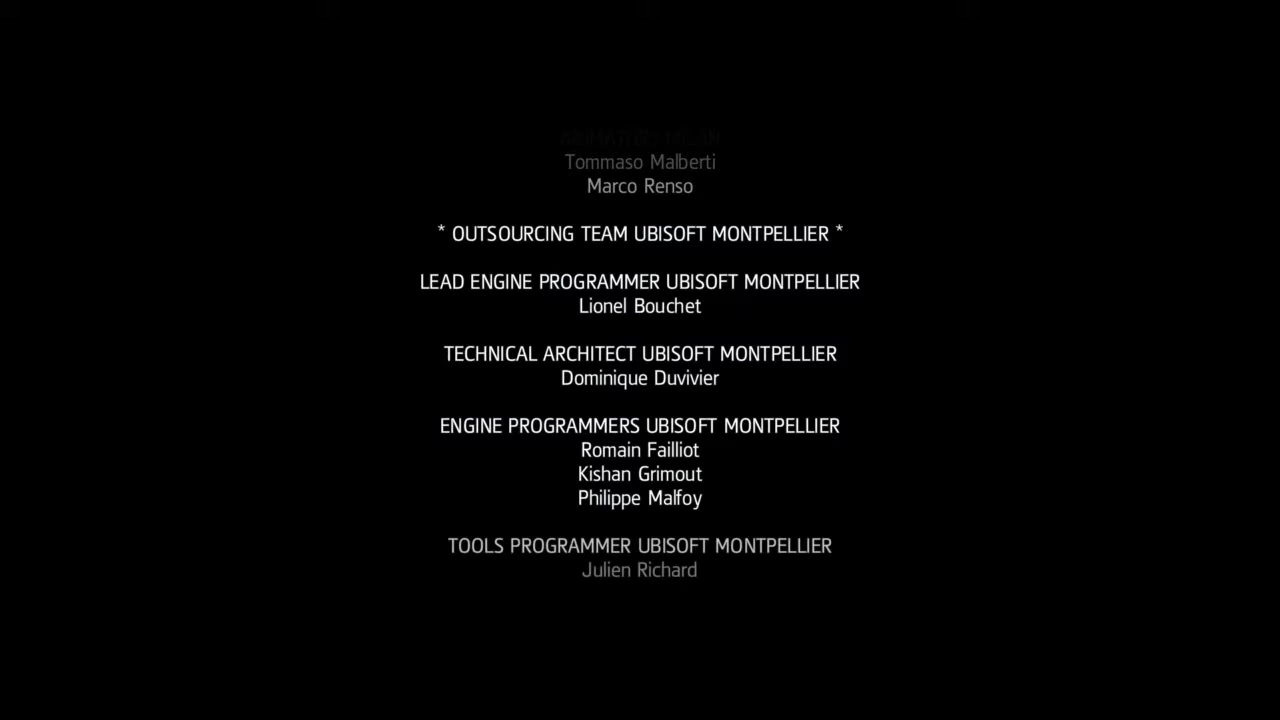 Tommaso Malberti
Marco Renso
* OUTSOURCING TEAM UBISOFT MONTPELLIER *
LEAD ENGINE PROGRAMMER UBISOFT MONTPELLIER
Lionel Bouchet
TECHNICAL ARCHITECT UBISOFT MONTPELLIER
Dominique Duvivier
ENGINE PROGRAMMERS UBISOFT MONTPELLIER
Romain Failliot
Kishan Grimout
Philippe Malfoy
TOOLS PROGRAMMER UBISOFT MONTPELLIER
Julien Richard